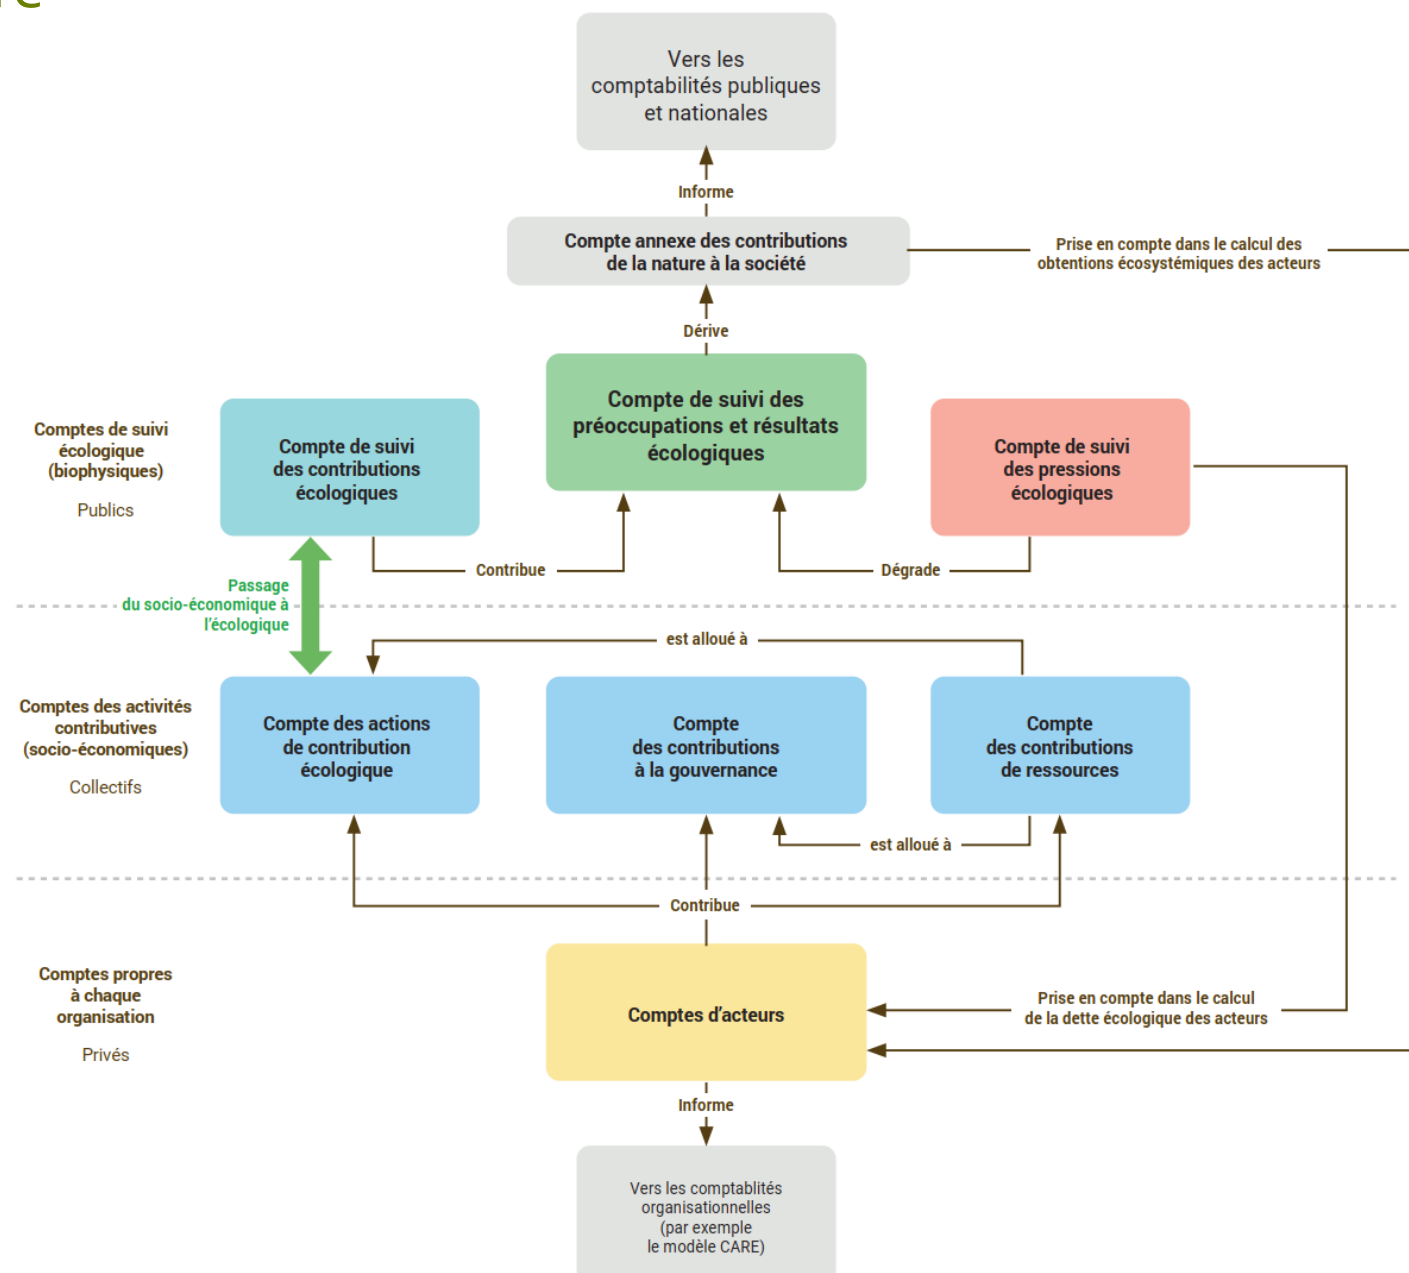 Vers les
comptabilités publiques
et nationales
Informe
Compte annexe des contributions
de la nature à la société
Prise en compte dans le calcul des
obtentions écosystémiques des acteurs
Dérive
Comptes de suivi
écologique
(biophysiques)
Publics
Compte de suivi
des contributions
écologiques
Compte de suivi des
préoccupations et résultats
écologiques
Compte de suivi
des pressions
écologiques
Contribue
Dégrade
Passage
du socio-économique à
l'écologique
est alloué à
Comptes des activités
contributives
(socio-économiques)
Collectifs
Compte des actions
de contribution
écologique
Compte
des contributions
à la gouvernance
Compte
des contributions
de ressources
est alloué à
Contribue
Comptes propres
à chaque
organisation
Privés
Comptes d'acteurs
Prise en compte dans le calcul
de la dette écologique des acteurs
Informe
Vers les comptablités
organisationnelles
(par exemple
le modèle CARE)